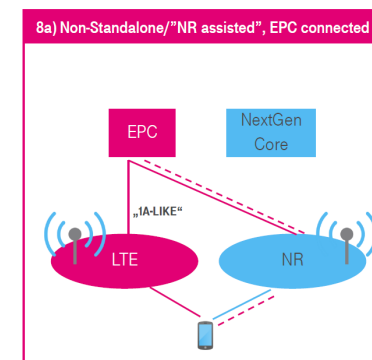 8a) Non-Standalone/”NR assisted”, EPC connected
EPC
NextGen
Core
„1A-LIKE“
LTE
NR